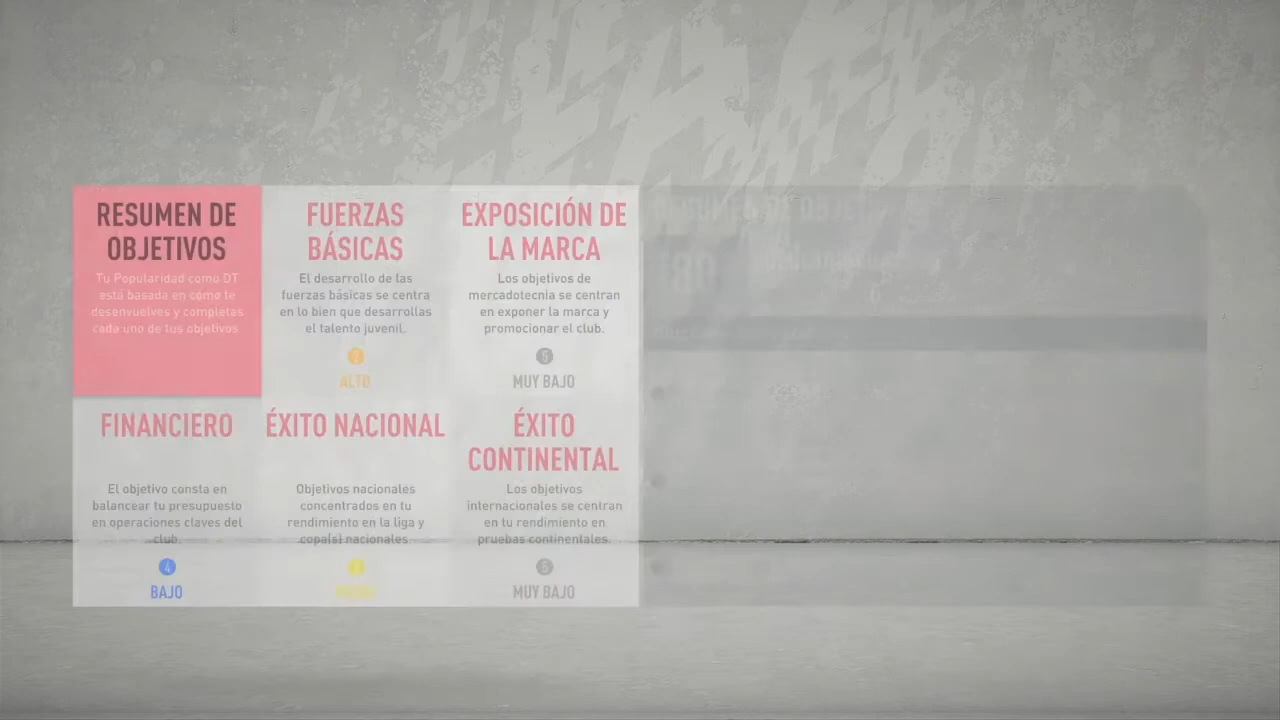 RESUMEN DE
OBJETIVOS
Tu Popularidad como DT
está basada en como te
desenvuelves y completas
cada uno de tus objetivos
FUERZAS
BÁSICAS
El desarrollo de las
fuerzas básicas se centra
en lo bien que desarrollas
el talento juvenil.
2
ALTO
EXPOSICIÓN DE
LA MARCA
Los objetivos de
mercadotecnia se centran
en exponer la marca y
promocionar el club.
5
MUY BAJO
FINANCIERO
El objetivo consta en
balancear tu presupuesto
en operaciones claves del
club.
4
BAJO
ÉXITO NACIONAL
Objetivos nacionales
concentrados en tu
rendimiento en la liga y
copa(s) nacionales.
ÉXITO
CONTINENTAL
Los objetivos
internacionales se centran
en tu rendimiento en
pruebas continentales.
5
MUY BAJO